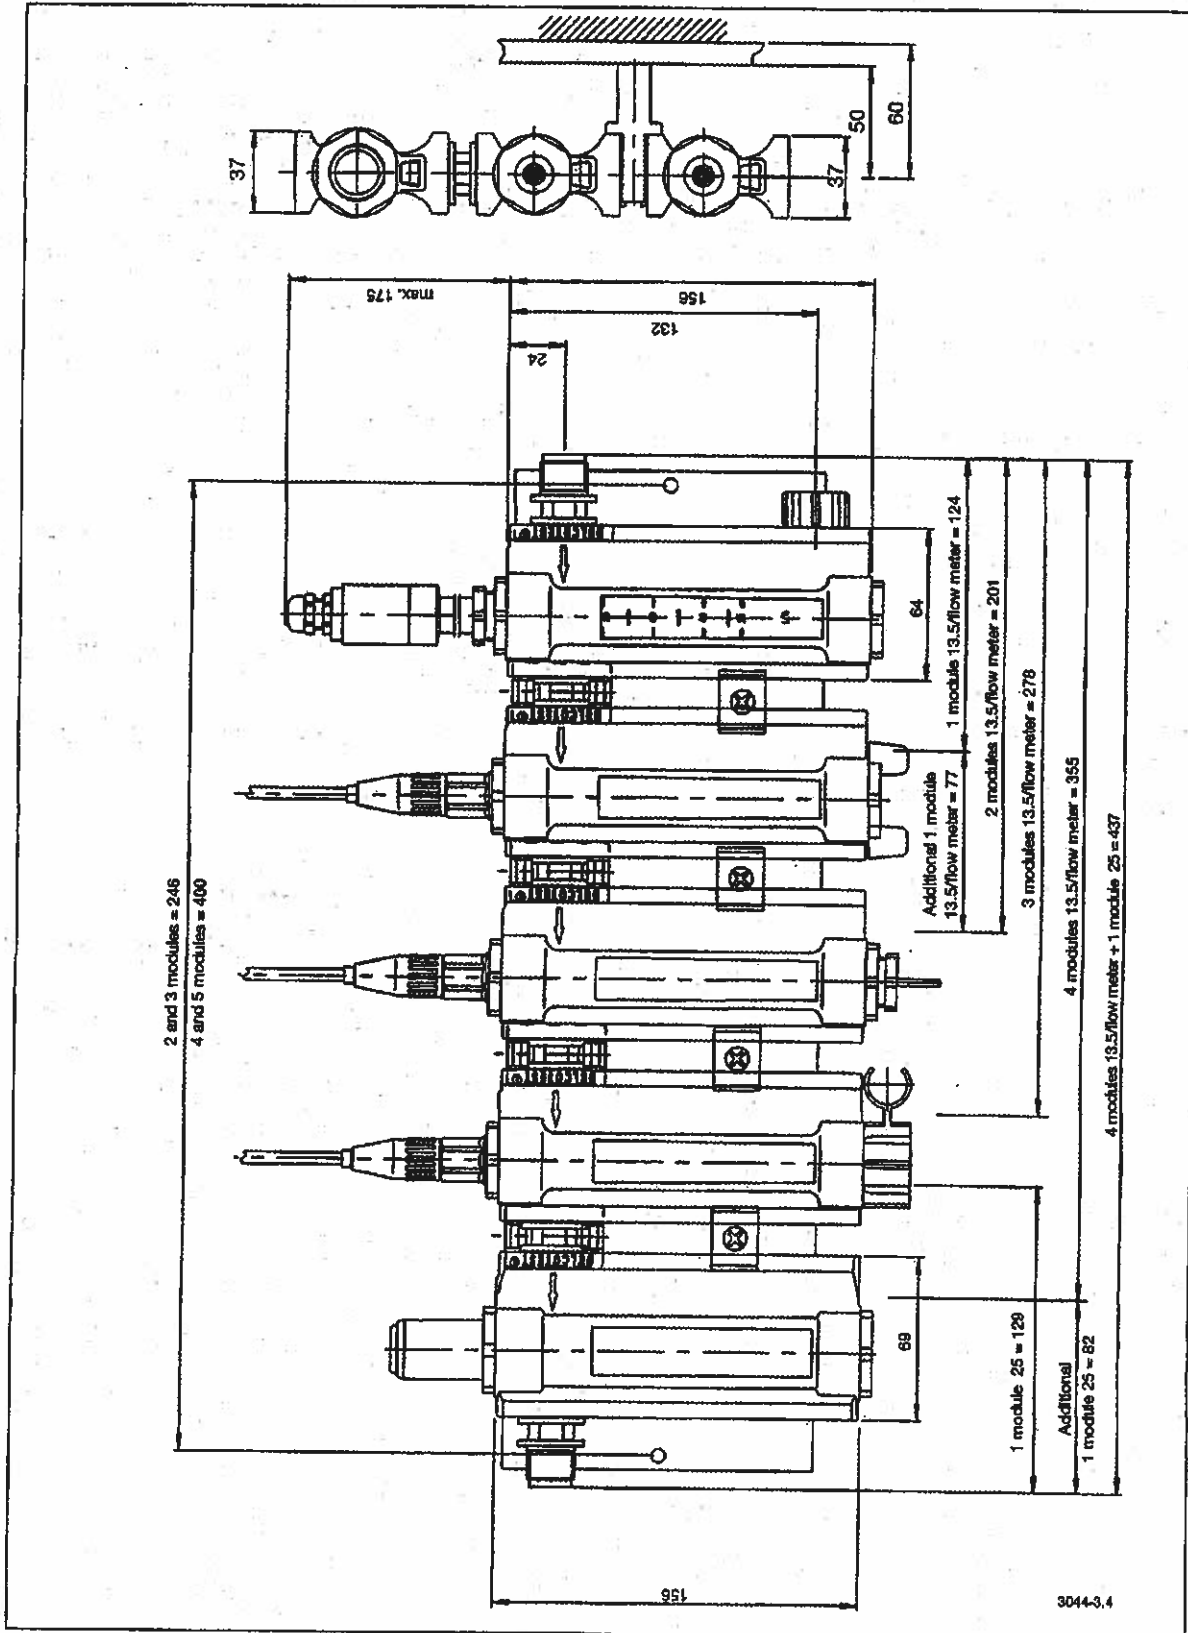 37
37
50
60
max. 175
156
132
24
2 and 3 modules = 246
4 and 5 modules = 400
64
1 module 13.5/flow meter = 124
Additional 1 module
13.5/flow meter = 77
2 modules 13.5/flow meter = 201
3 modules 13.5/flow meter = 278
4 modules 13.5/flow meter = 355
4 modules 13.5/flow meter + 1 module 25 = 437
69
1 module 25 = 129
Additional
1 module 25 = 82
156
3044-3.4